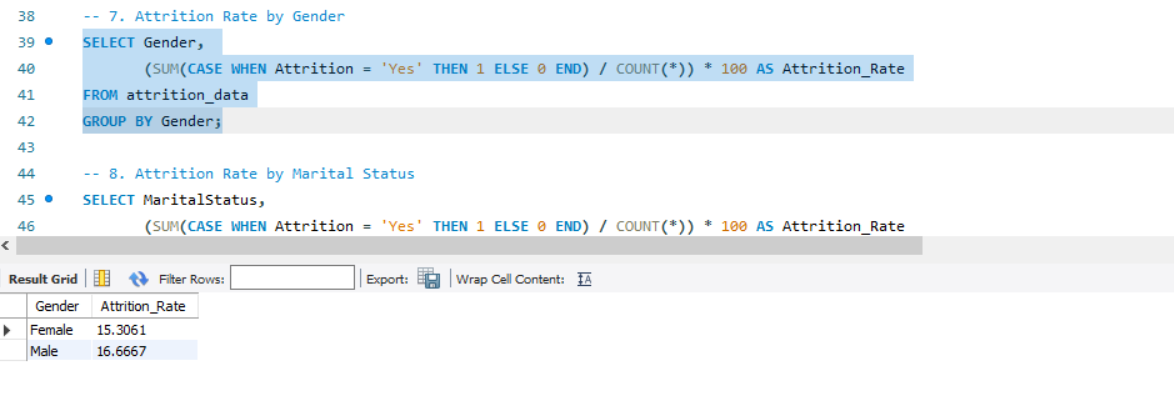 38 -- 7. Attrition Rate by Gender
39 SELECT Gender,
40 (SUM(CASE WHEN Attrition = 'Yes' THEN 1 ELSE 0 END) / COUNT(*)) * 100 AS Attrition_Rate
41 FROM attrition_data
42 GROUP BY Gender;
43
44 -- 8. Attrition Rate by Marital Status
45 SELECT MaritalStatus,
46 (SUM(CASE WHEN Attrition = 'Yes' THEN 1 ELSE 0 END) / COUNT(*)) * 100 AS Attrition_Rate
Result Grid Filter Rows: Export: Wrap Cell Content: IA
Gender Attrition_Rate
Female 15.3061
Male 16.6667